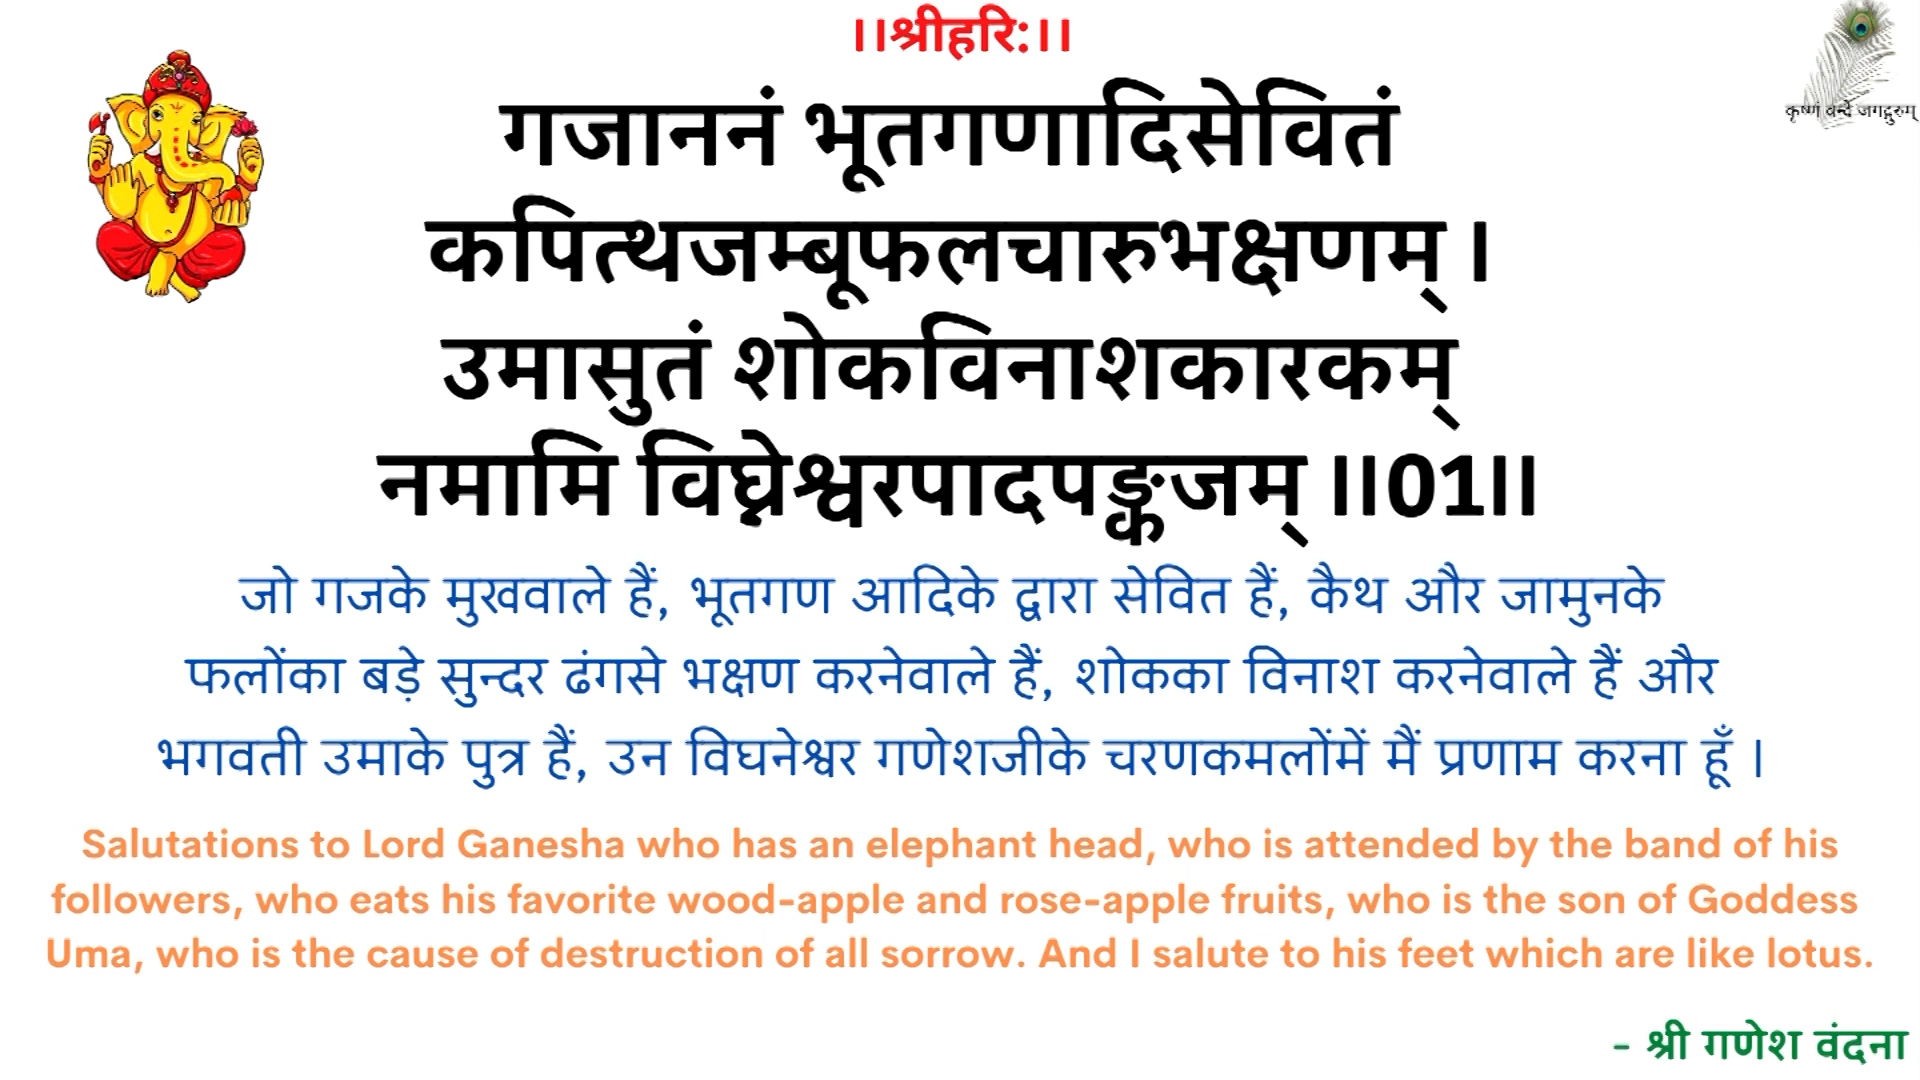 ।।श्रीहरि:।।
कृष्णं वन्दे जगद्गुरुम्
गजाननं भूतगणादिसेवितं
कपित्थजम्बूफलचारुभक्षणम् ।
उमासुतं शोकविनाशकारकम्
नमामि विघ्नेश्वरपादपङ्कजम् ।।01।।
जो गजके मुखवाले हैं, भूतगण आदिके द्वारा सेवित हैं, कैथ और जामुनके
फलोंका बड़े सुन्दर ढंगसे भक्षण करनेवाले हैं, शोकका विनाश करनेवाले हैं और
भगवती उमाके पुत्र हैं, उन विघनेश्वर गणेशजीके चरणकमलोंमें मैं प्रणाम करना हूँ ।
Salutations to Lord Ganesha who has an elephant head, who is attended by the band of his
followers, who eats his favorite wood-apple and rose-apple fruits, who is the son of Goddess
Uma, who is the cause of destruction of all sorrow. And I salute to his feet which are like lotus.
- श्री गणेश वंदना